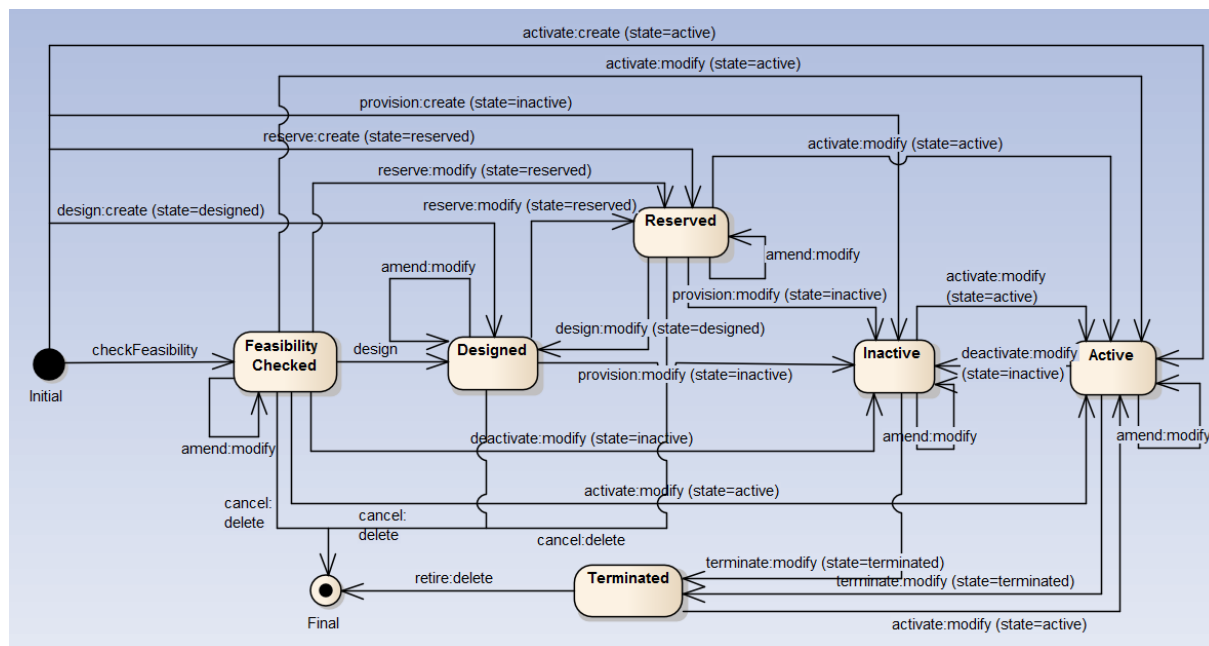 activate:create (state=active)
activate:modify (state=active)
provision:create (state=inactive)
reserve:create (state=reserved)
activate:modify (state=active)
reserve:modify (state=reserved)
design:create (state=designed)
reserve:modify (state=reserved)
Reserved
amend:modify
amend:modify
activate:modify
(state=active)
provision:modify (state=inactive)
design:modify (state=designed)
checkFeasibility
Feasibility
Checked
design
Designed
Inactive
deactivate:modify
(state=inactive)
Active
provision:modify (state=inactive)
Initial
amend:modify
deactivate:modify (state=inactive)
amend:modify
amend:modify
activate:modify (state=active)
cancel:
delete
cancel:
delete
cancel:delete
terminate:modify (state=terminated)
Terminated
retire:delete
terminate:modify (state=terminated)
Final
activate:modify (state=active)